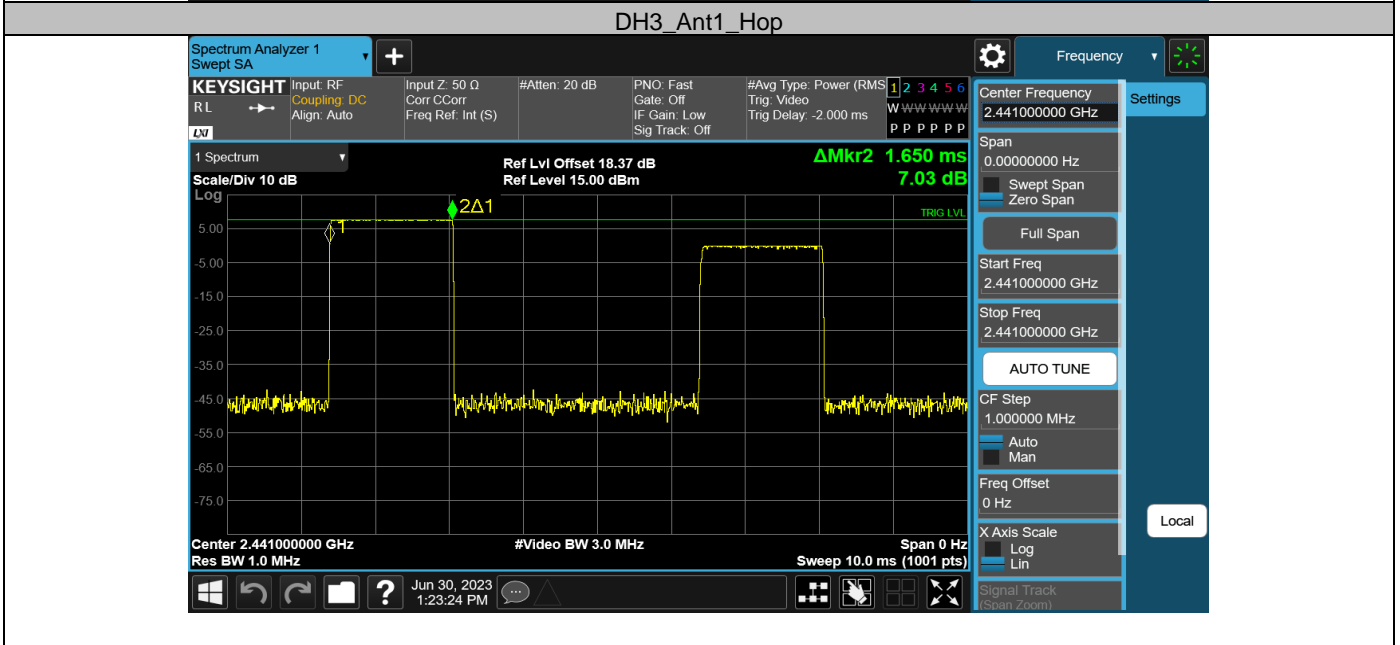 DH3_Ant1_Hop
Spectrum Analyzer 1
Swept SA
Frequency
KEYSIGHT
R L
LXI
Input: RF
Coupling: DC
Align: Auto
Input Z: 50 Ω
Corr CCorr
Freq Ref: Int (S)
#Atten: 20 dB
PNO: Fast
Gate: Off
IF Gain: Low
Sig Track: Off
#Avg Type: Power (RMS
Trig: Video
Trig Delay: -2.000 ms
1 2 3 4 5 6
W W W W W W
P P P P P P
1 Spectrum
Scale/Div 10 dB
Log
Ref Lvl Offset 18.37 dB
Ref Level 15.00 dBm
ΔMkr2 1.650 ms
7.03 dB
2Δ1
1
TRIG LVL
5.00
-5.00
-15.0
-25.0
-35.0
-45.0
-55.0
-65.0
-75.0
Center 2.441000000 GHz
Res BW 1.0 MHz
#Video BW 3.0 MHz
Span 0 Hz
Sweep 10.0 ms (1001 pts)
Center Frequency
2.441000000 GHz
Settings
Span
0.00000000 Hz
Swept Span
Zero Span
Full Span
Start Freq
2.441000000 GHz
Stop Freq
2.441000000 GHz
AUTO TUNE
CF Step
1.000000 MHz
Auto
Man
Freq Offset
0 Hz
X Axis Scale
Log
Lin
Signal Track
(Span Zoom)
Local
?
Jun 30, 2023
1:23:24 PM